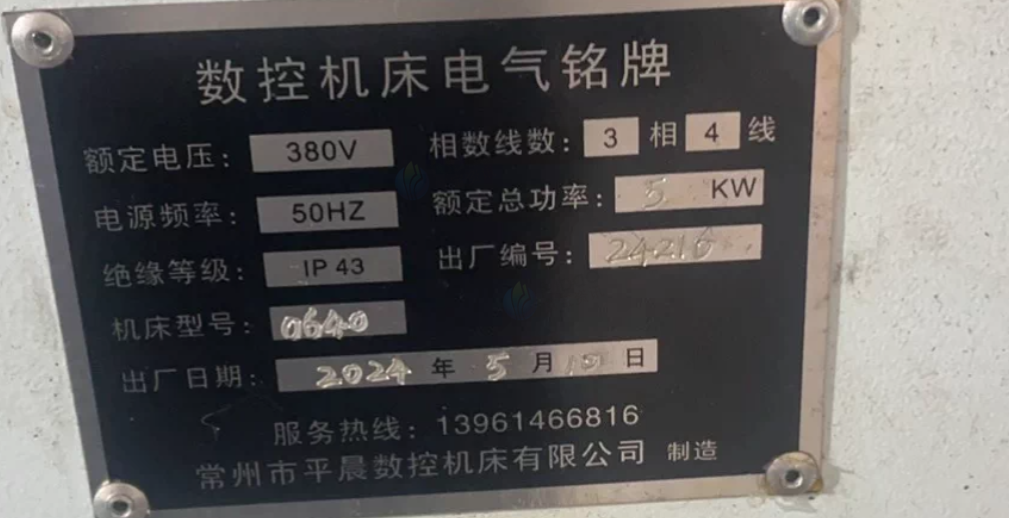 数控机床电气铭牌
额定电压: 380V 相数线数: 3 相 4 线
电源频率: 50HZ 额定总功率: 5 KW
绝缘等级: IP 43 出厂编号: 24216
机床型号: 0640
出厂日期: 2024 年 5 月 10 日
服务热线: 13961466816
常州市平晨数控机床有限公司 制造